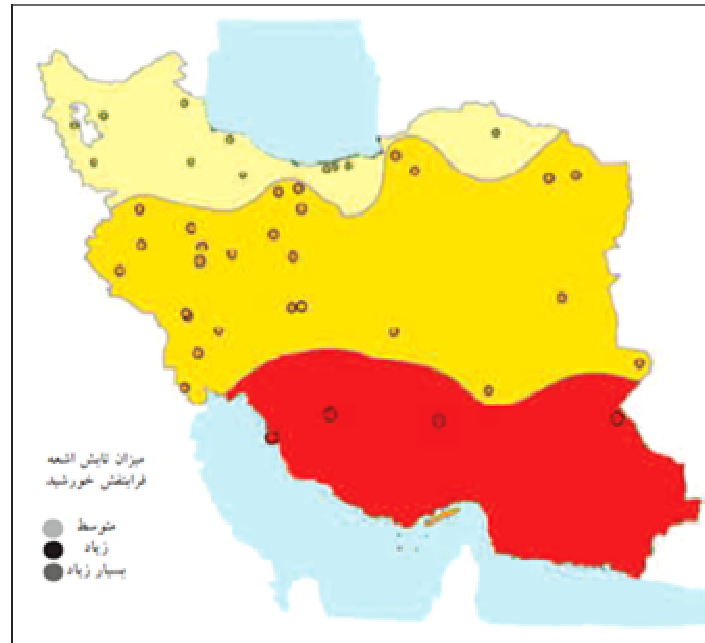 میزان تابش اشعه
فرابنفش خورشید
متوسط
زیاد
بسیار زیاد